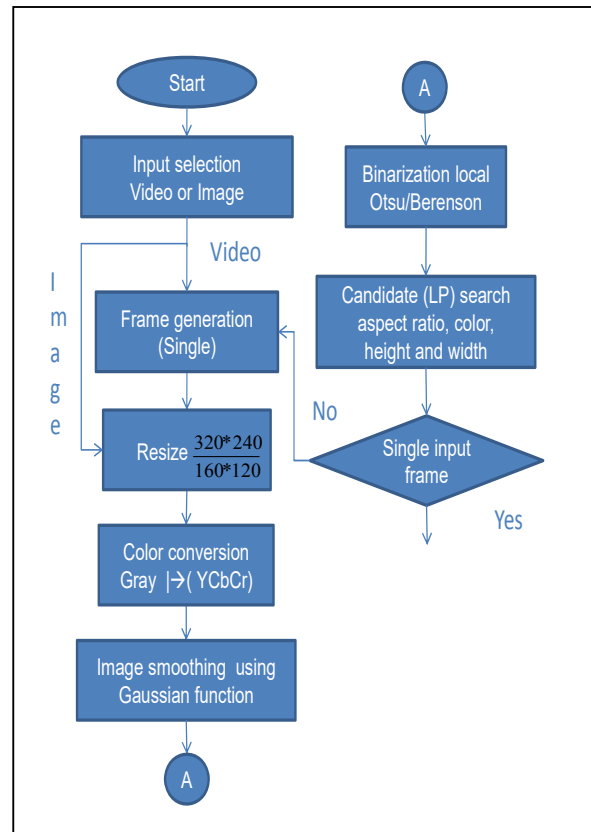 Start
Input selection
Video or Image
Video
Image
Frame generation
(Single)
Resize 320*240
160*120
Color conversion
Gray |→( YCbCr)
Image smoothing using
Gaussian function
A
A
Binarization local
Otsu/Berenson
Candidate (LP) search
aspect ratio, color,
height and width
No
Single input
frame
Yes